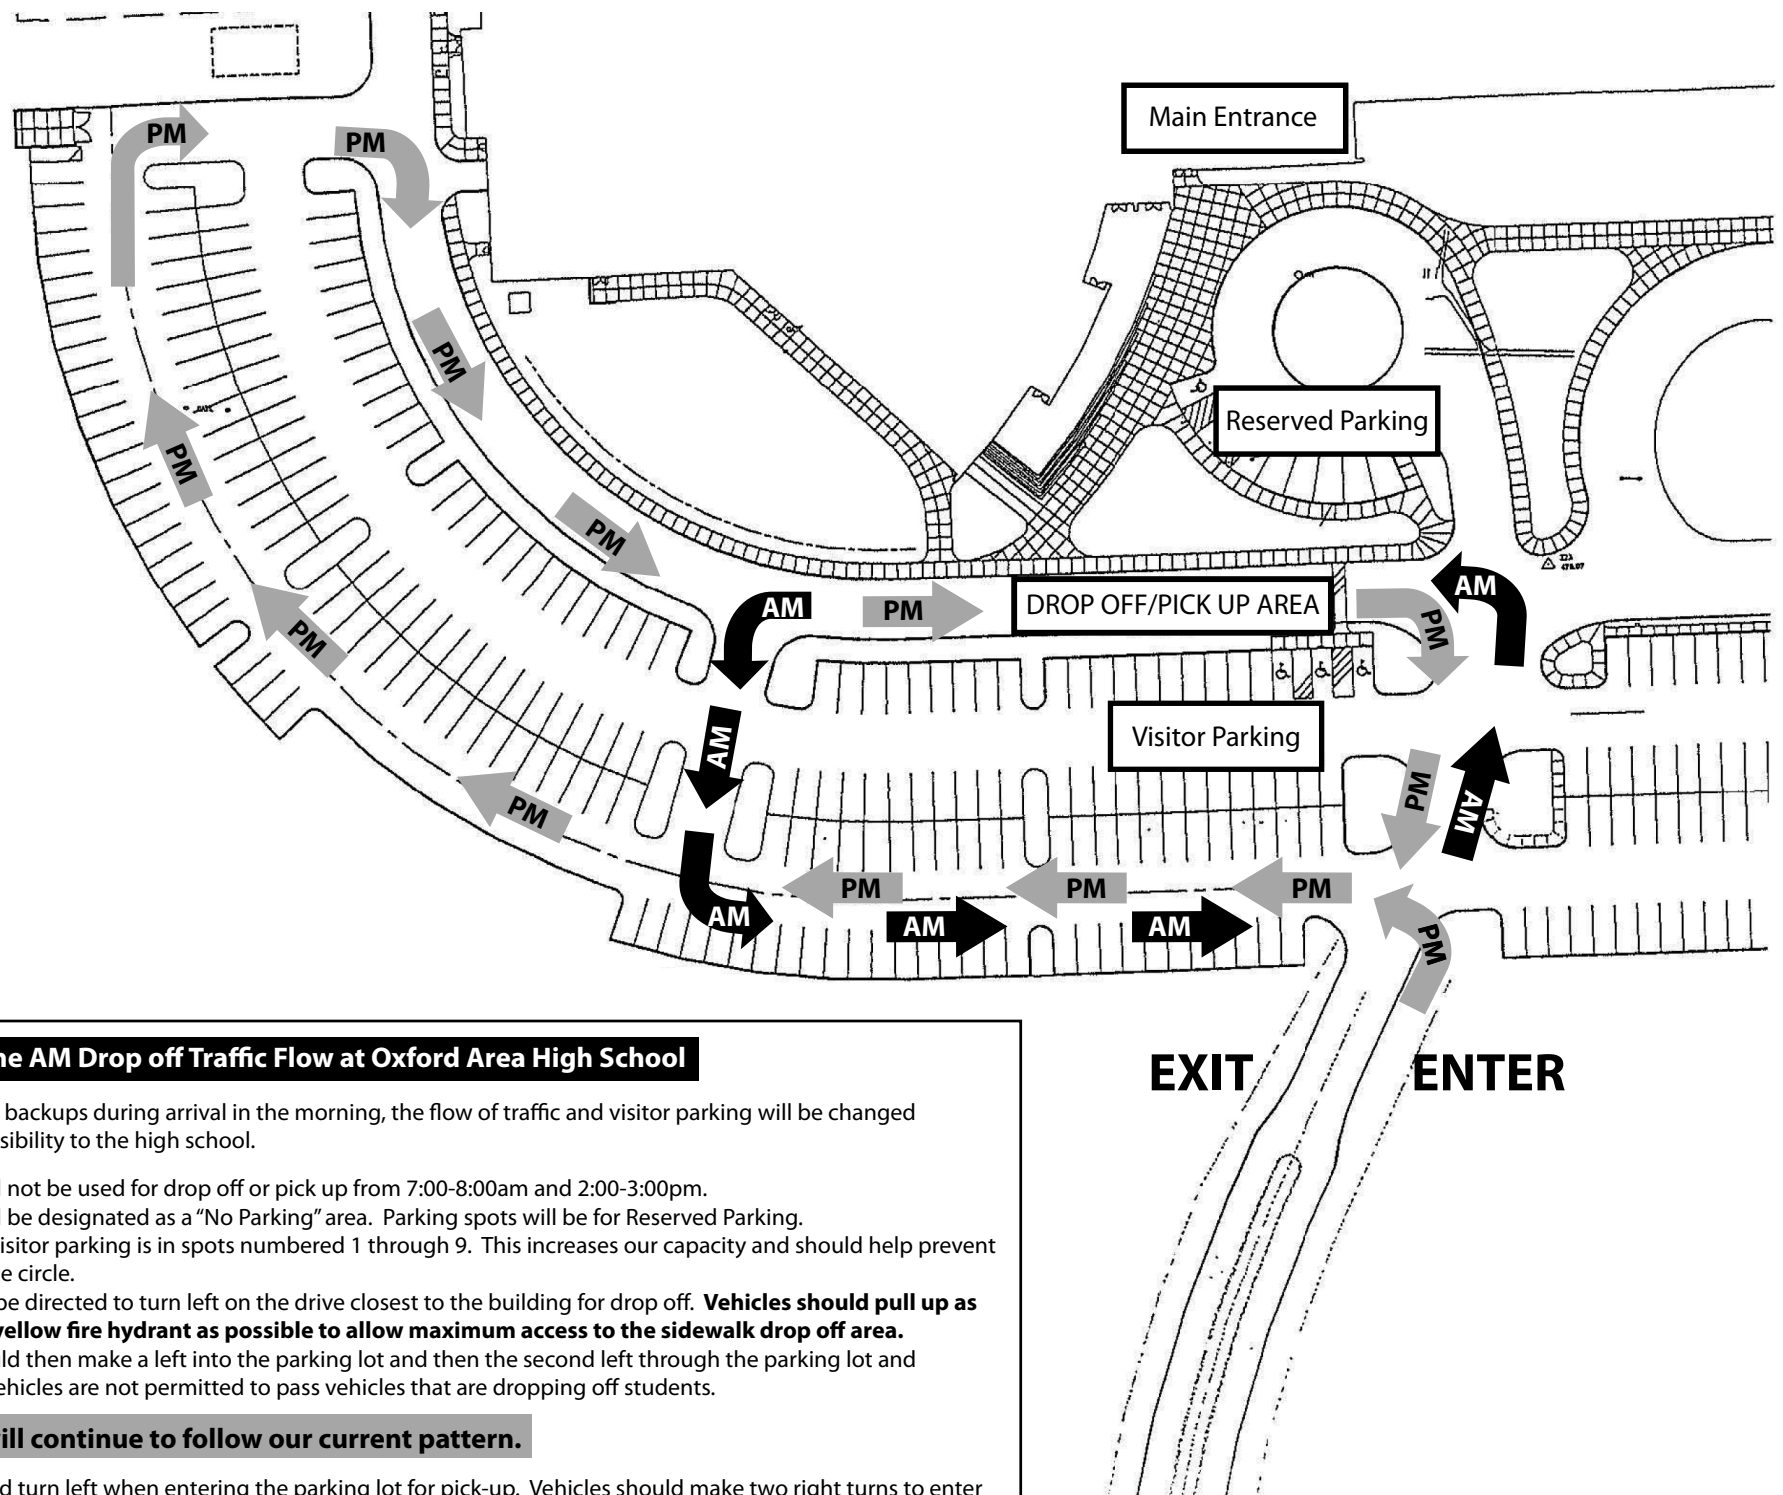 Main Entrance
PM
PM
PM
Reserved Parking
PM
PM
AM
AM
PM
DROP OFF/PICK UP AREA
PM
PM
AM
Visitor Parking
PM
PM
AM
PM
PM
PM
PM
AM
AM
AM
PM
EXIT
ENTER
ne AM Drop off Traffic Flow at Oxford Area High School
backups during arrival in the morning, the flow of traffic and visitor parking will be changed
sibility to the high school.
l not be used for drop off or pick up from 7:00-8:00am and 2:00-3:00pm.
l be designated as a “No Parking” area. Parking spots will be for Reserved Parking.
isitor parking is in spots numbered 1 through 9. This increases our capacity and should help prevent
e circle.
be directed to turn left on the drive closest to the building for drop off. Vehicles should pull up as
yellow fire hydrant as possible to allow maximum access to the sidewalk drop off area.
ld then make a left into the parking lot and then the second left through the parking lot and
ehicles are not permitted to pass vehicles that are dropping off students.
ill continue to follow our current pattern.
d turn left when entering the parking lot for pick-up. Vehicles should make two right turns to enter